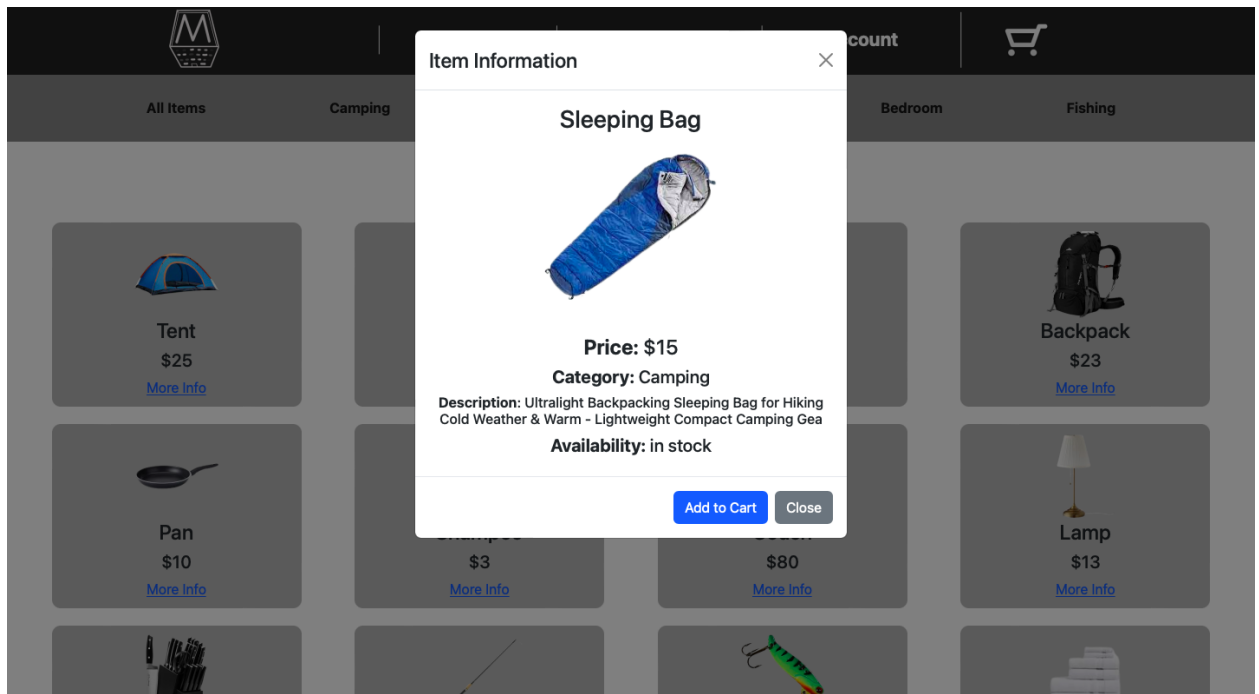 M
count
All Items
Camping
Bedroom
Fishing
Item Information
Sleeping Bag
Price: $15
Category: Camping
Description: Ultralight Backpacking Sleeping Bag for Hiking
Cold Weather & Warm - Lightweight Compact Camping Gea
Availability: in stock
Add to Cart
Close
Tent
$25
More Info
Backpack
$23
More Info
Pan
$10
More Info
$3
More Info
$80
More Info
Lamp
$13
More Info